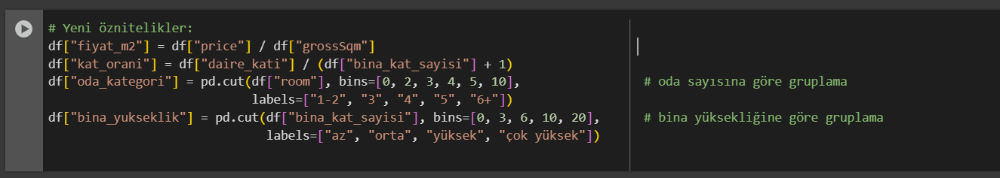 # Yeni öznitelikler:
df["fiyat_m2"] = df["price"] / df["grossSqm"]
df["kat_orani"] = df["daire_kati"] / (df["bina_kat_sayisi"] + 1)
df["oda_kategori"] = pd.cut(df["room"], bins=[0, 2, 3, 4, 5, 10], # oda sayısına göre gruplama
labels=["1-2", "3", "4", "5", "6+"])
df["bina_yukseklik"] = pd.cut(df["bina_kat_sayisi"], bins=[0, 3, 6, 10, 20], # bina yüksekliğine göre gruplama
labels=["az", "orta", "yüksek", "çok yüksek"])